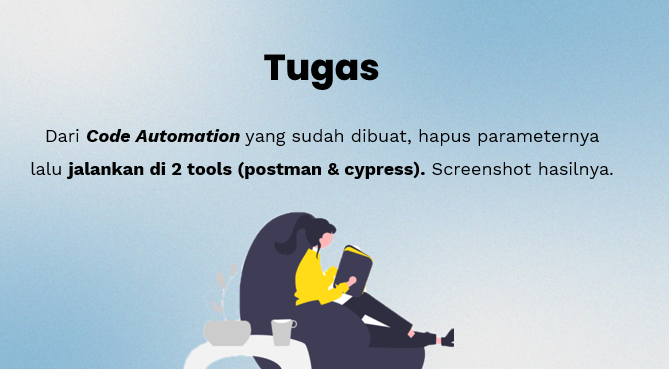 Tugas
Dari Code Automation yang sudah dibuat, hapus parameternya
lalu jalankan di 2 tools (postman & cypress). Screenshot hasilnya.